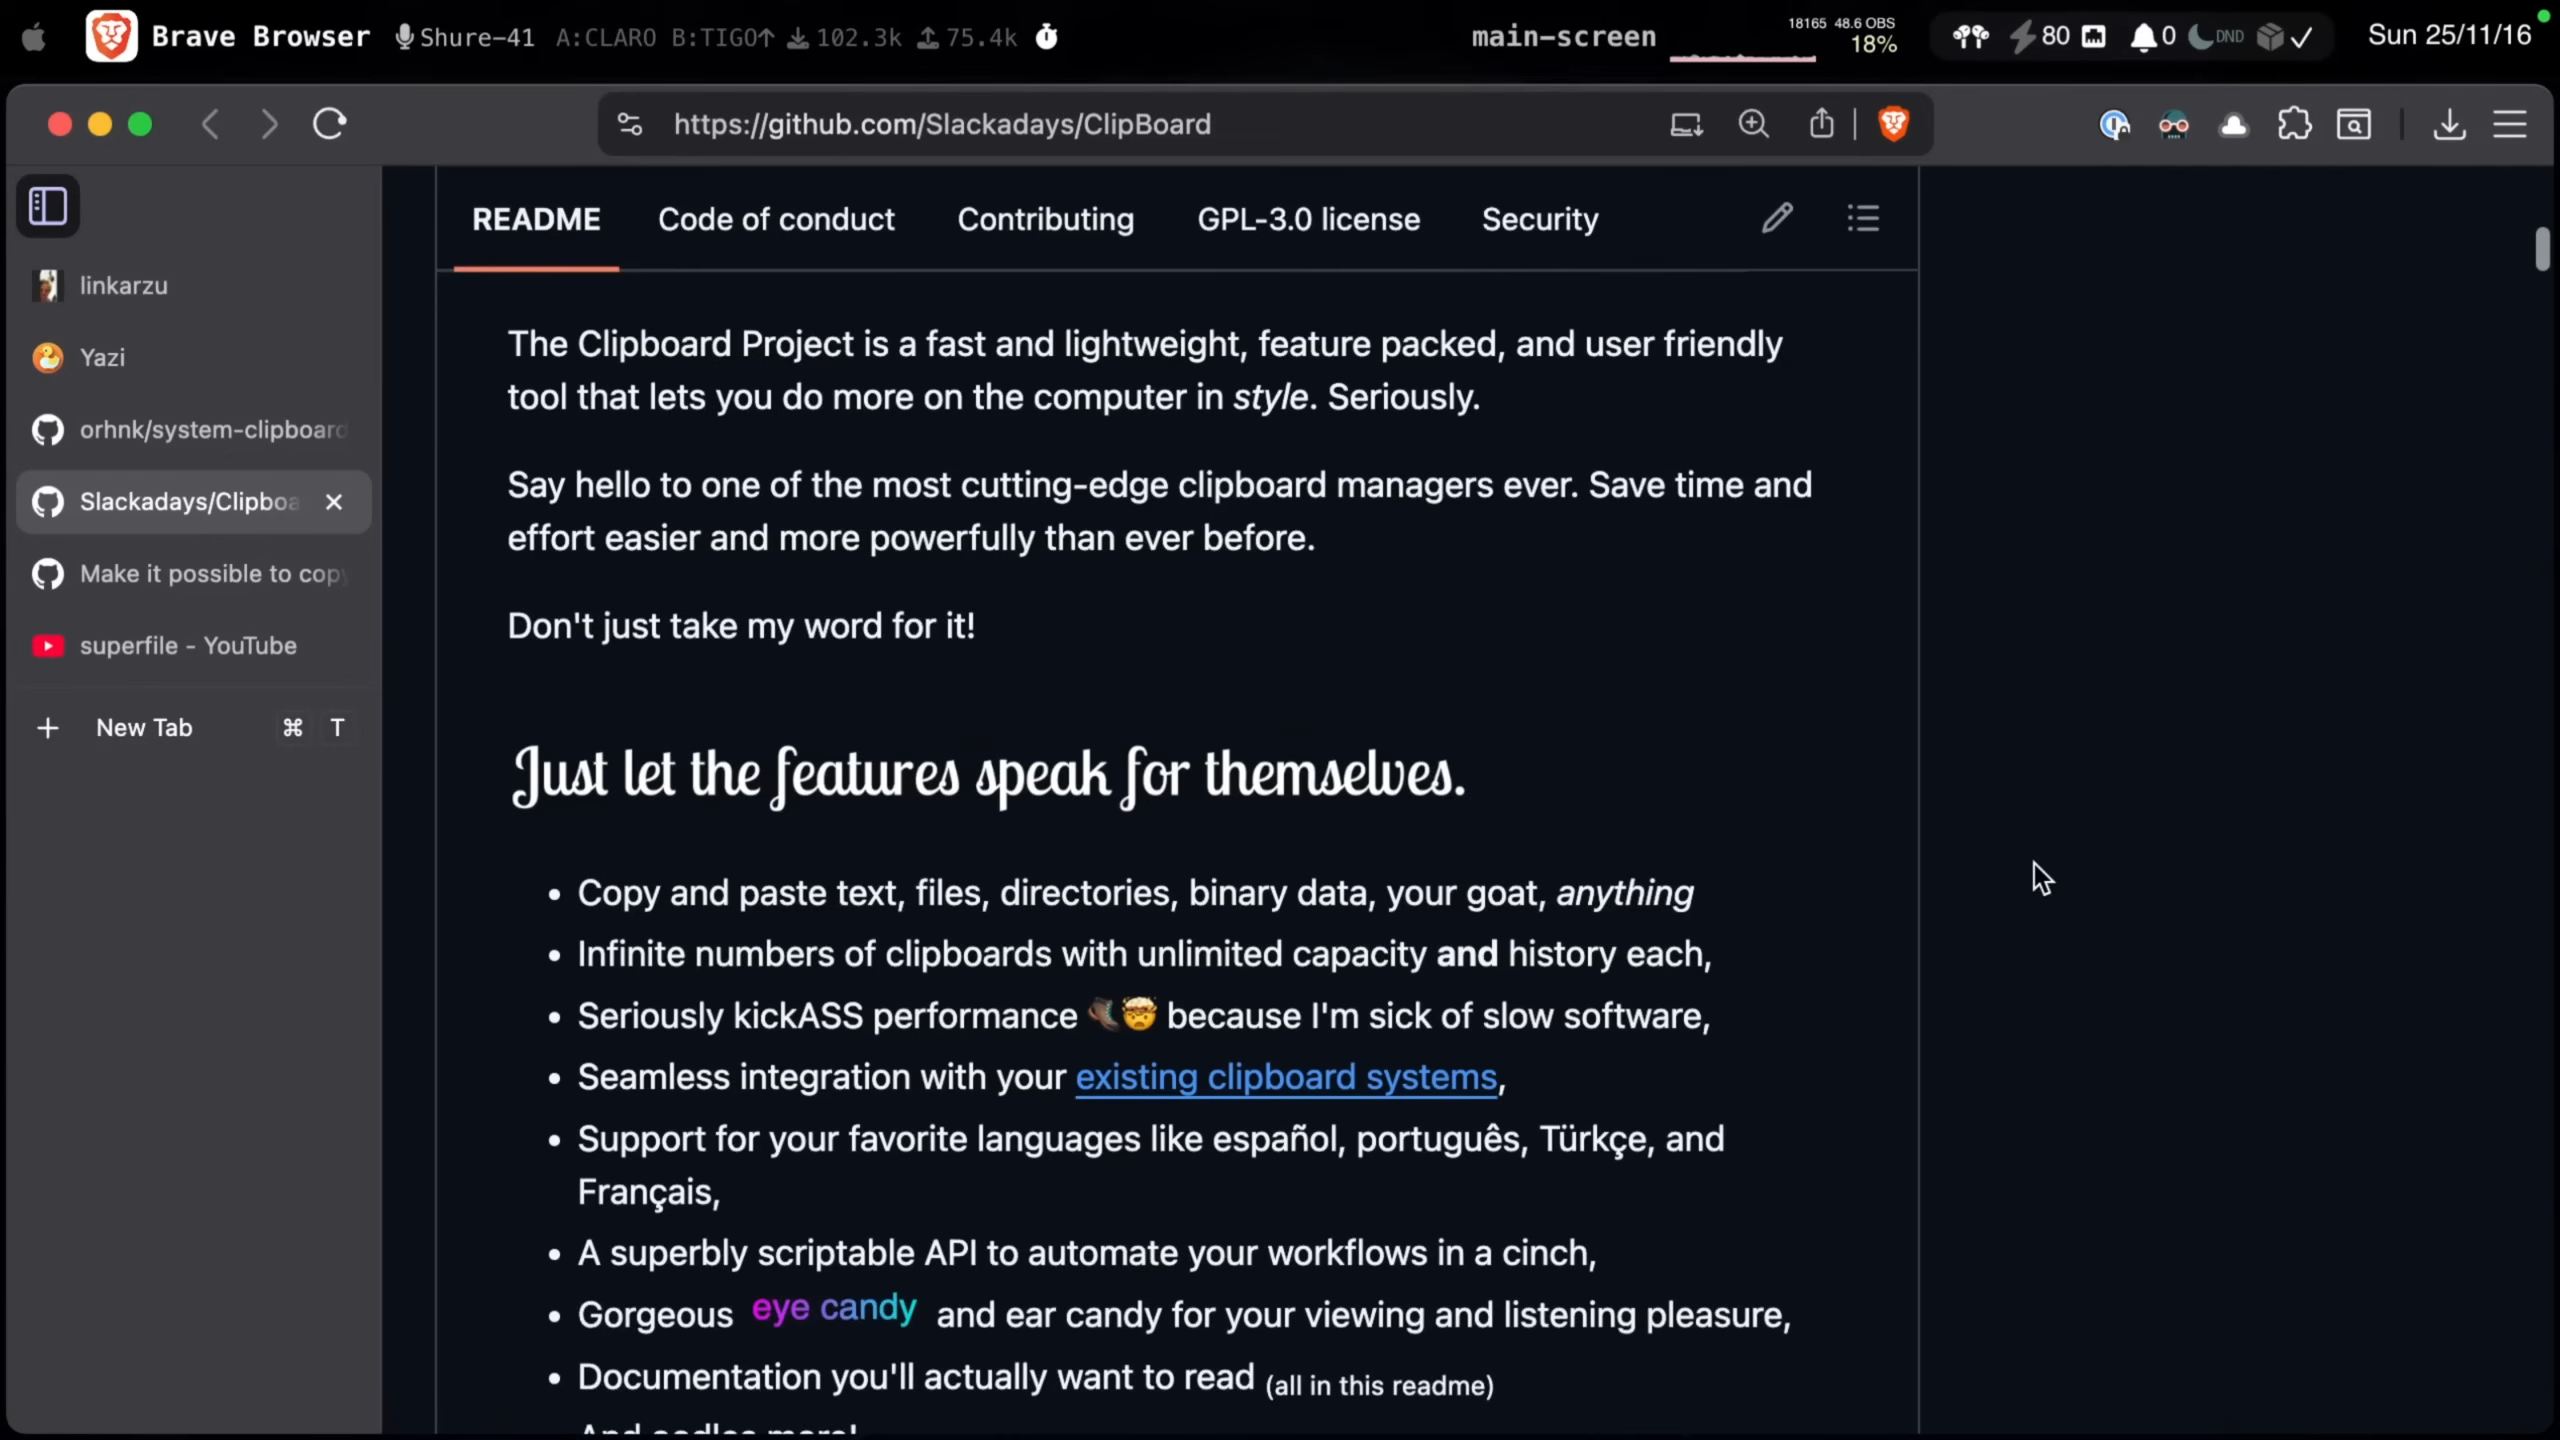 Brave Browser Shure-41 A:CLARO B:TIGO↑ 102.3k 75.4k main-screen 18165 48.6 OBS 18% 80 0 DND Sun 25/11/16
https://github.com/Slackadays/ClipBoard
linkarzu
Yazi
orhnk/system-clipboard
Slackadays/Clipboa
Make it possible to copy
superfile - YouTube
New Tab ⌘ T
README Code of conduct Contributing GPL-3.0 license Security
The Clipboard Project is a fast and lightweight, feature packed, and user friendly
tool that lets you do more on the computer in style. Seriously.
Say hello to one of the most cutting-edge clipboard managers ever. Save time and
effort easier and more powerfully than ever before.
Don't just take my word for it!
Just let the features speak for themselves.
• Copy and paste text, files, directories, binary data, your goat, anything
• Infinite numbers of clipboards with unlimited capacity and history each,
• Seriously kickASS performance 🥾🤯 because I'm sick of slow software,
• Seamless integration with your existing clipboard systems,
• Support for your favorite languages like español, português, Türkçe, and
Français,
• A superbly scriptable API to automate your workflows in a cinch,
• Gorgeous eye candy and ear candy for your viewing and listening pleasure,
• Documentation you'll actually want to read (all in this readme)
And oodles more!